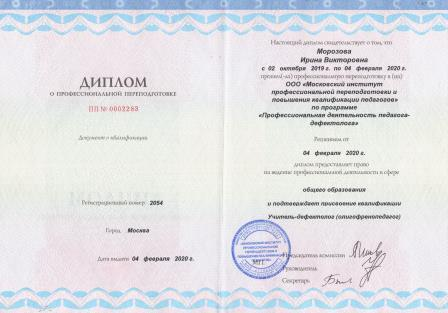 ДИПЛОМ
О ПРОФЕССИОНАЛЬНОЙ ПЕРЕПОДГОТОВКЕ
ПП № 0002283
Документ о квалификации
Регистрационный номер 2054
Город Москва
Дата выдачи 04 февраля 2020 г.
Настоящий диплом свидетельствует о том, что
Морозова
Ирина Викторовна
с 02 октября 2019 г. по 04 февраля 2020 г.
прошел(-ла) профессиональную переподготовку в (на)
ООО «Московский институт
профессиональной переподготовки и
повышения квалификации педагогов»
по программе
«Профессиональная деятельность педагога-
дефектолога»
Решением от
04 февраля 2020 г.
диплом предоставляет право
на ведение профессиональной деятельности в сфере
общего образования
и подтверждает присвоение квалификации
Учитель-дефектолог (олигофренопедагог)
Председатель комиссии
Руководитель
Секретарь